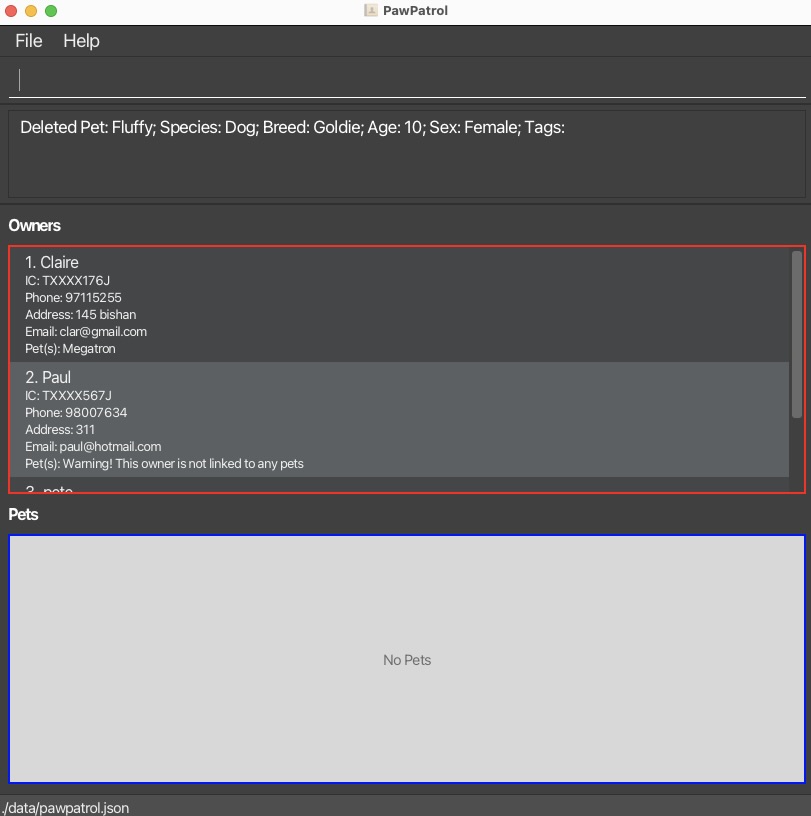 PawPatrol
File Help
Deleted Pet: Fluffy; Species: Dog; Breed: Goldie; Age: 10; Sex: Female; Tags:
Owners
1. Claire
IC: TXXXX176J
Phone: 97115255
Address: 145 bishan
Email: clar@gmail.com
Pet(s): Megatron
2. Paul
IC: TXXXX567J
Phone: 98007634
Address: 311
Email: paul@hotmail.com
Pet(s): Warning! This owner is not linked to any pets
3. pete
Pets
No Pets
./data/pawpatrol.json